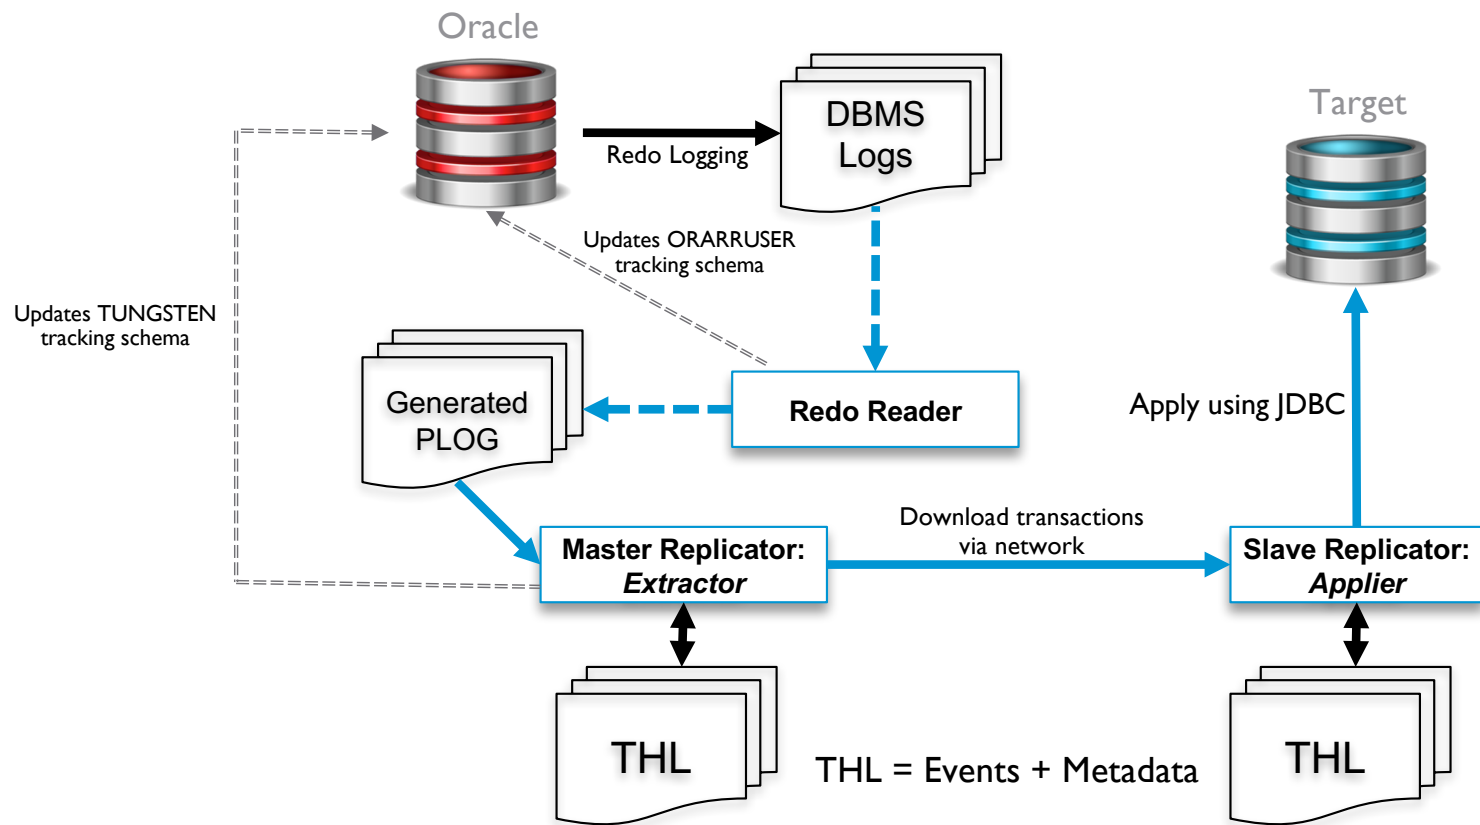 Oracle
DBMS
Logs
Redo Logging
Target
Updates ORARRUSER
tracking schema
Updates TUNGSTEN
tracking schema
Generated
PLOG
Redo Reader
Apply using JDBC
Download transactions
via network
Master Replicator:
Extractor
Slave Replicator:
Applier
THL
THL = Events + Metadata
THL